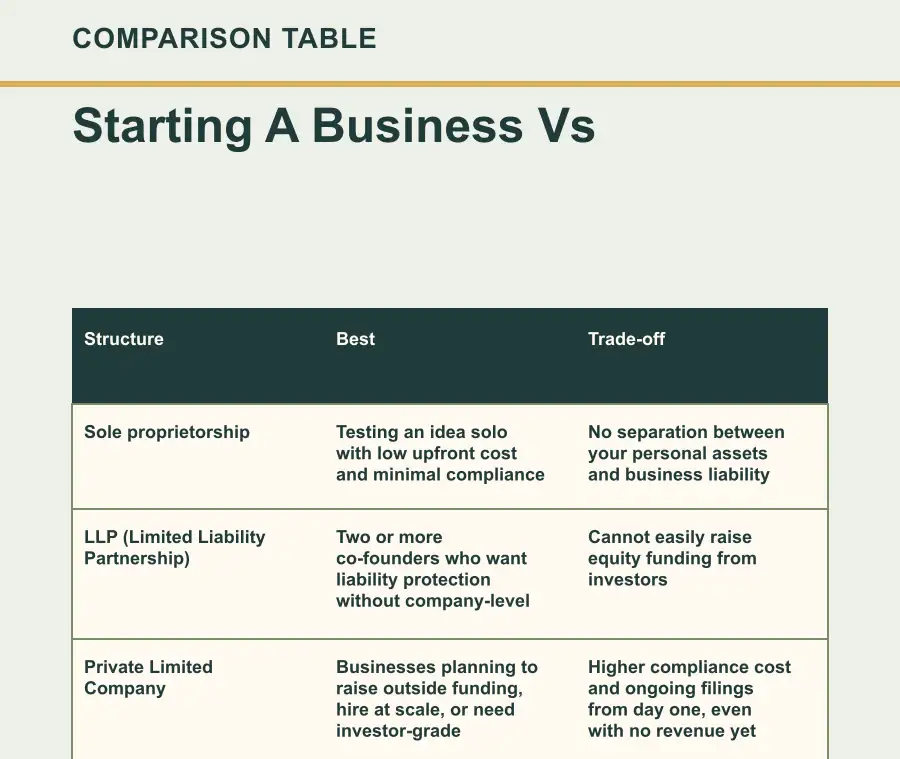 COMPARISON TABLE
Starting A Business Vs
Structure
Best
Trade-off
Sole proprietorship
Testing an idea solo
with low upfront cost
and minimal compliance
No separation between
your personal assets
and business liability
LLP (Limited Liability
Partnership)
Two or more
co-founders who want
liability protection
without company-level
Cannot easily raise
equity funding from
investors
Private Limited
Company
Businesses planning to
raise outside funding,
hire at scale, or need
investor-grade
Higher compliance cost
and ongoing filings
from day one, even
with no revenue yet